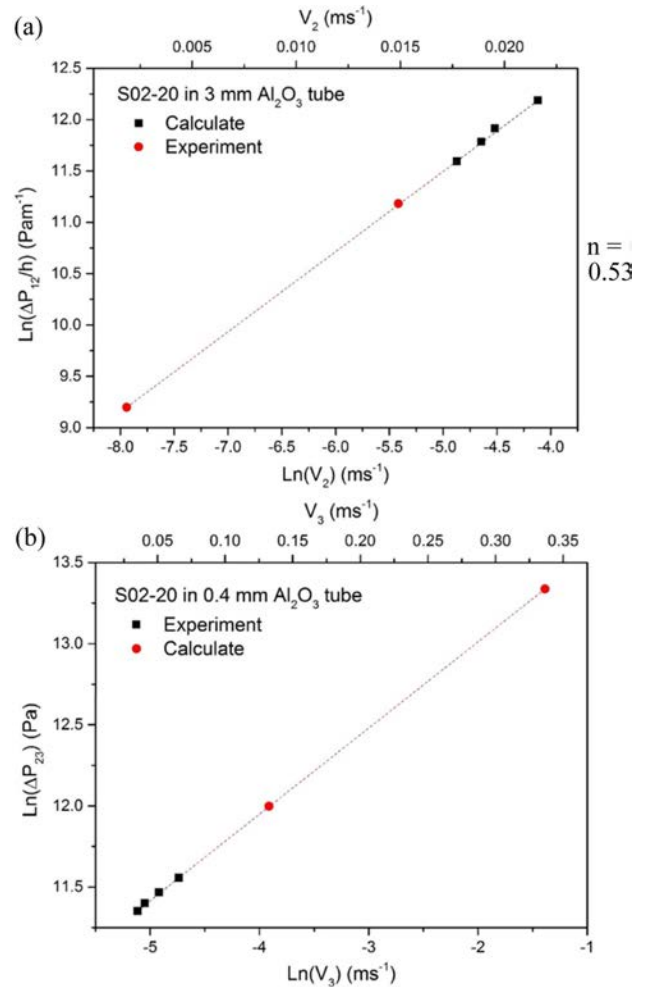 (a)
V₂ (ms⁻¹)
0.005 0.010 0.015 0.020
12.5
12.0
11.5
11.0
10.5
10.0
9.5
9.0
Ln(ΔP₁₂/h) (Pam⁻¹)
S02-20 in 3 mm Al₂O₃ tube
Calculate
Experiment
n =
0.53
-8.0 -7.5 -7.0 -6.5 -6.0 -5.5 -5.0 -4.5 -4.0
Ln(V₂) (ms⁻¹)
(b)
V₃ (ms⁻¹)
0.05 0.10 0.15 0.20 0.25 0.30 0.35
13.5
13.0
12.5
12.0
11.5
Ln(ΔP₂₃) (Pa)
S02-20 in 0.4 mm Al₂O₃ tube
Experiment
Calculate
-5 -4 -3 -2 -1
Ln(V₃) (ms⁻¹)